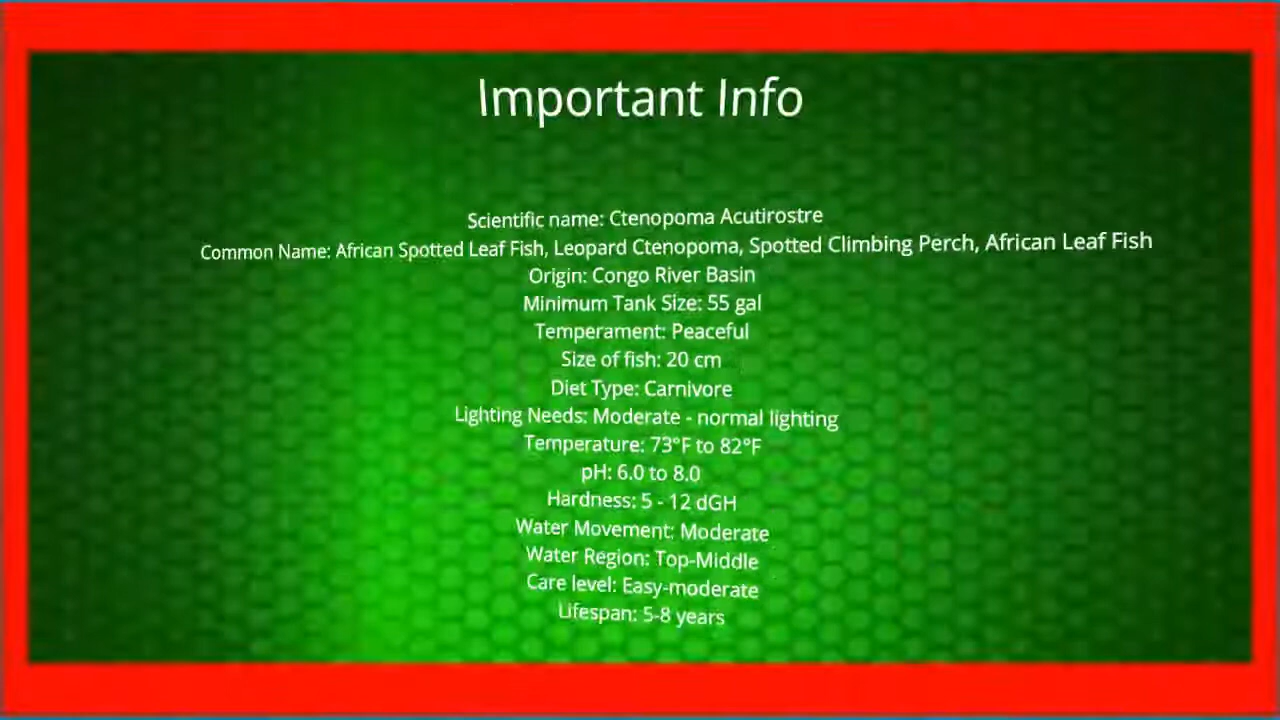 Important Info
Scientific name: Ctenopoma Acutirostre
Common Name: African Spotted Leaf Fish, Leopard Ctenopoma, Spotted Climbing Perch, African Leaf Fish
Origin: Congo River Basin
Minimum Tank Size: 55 gal
Temperament: Peaceful
Size of fish: 20 cm
Diet Type: Carnivore
Lighting Needs: Moderate - normal lighting
Temperature: 73°F to 82°F
pH: 6.0 to 8.0
Hardness: 5 - 12 dGH
Water Movement: Moderate
Water Region: Top-Middle
Care level: Easy-moderate
Lifespan: 5-8 years